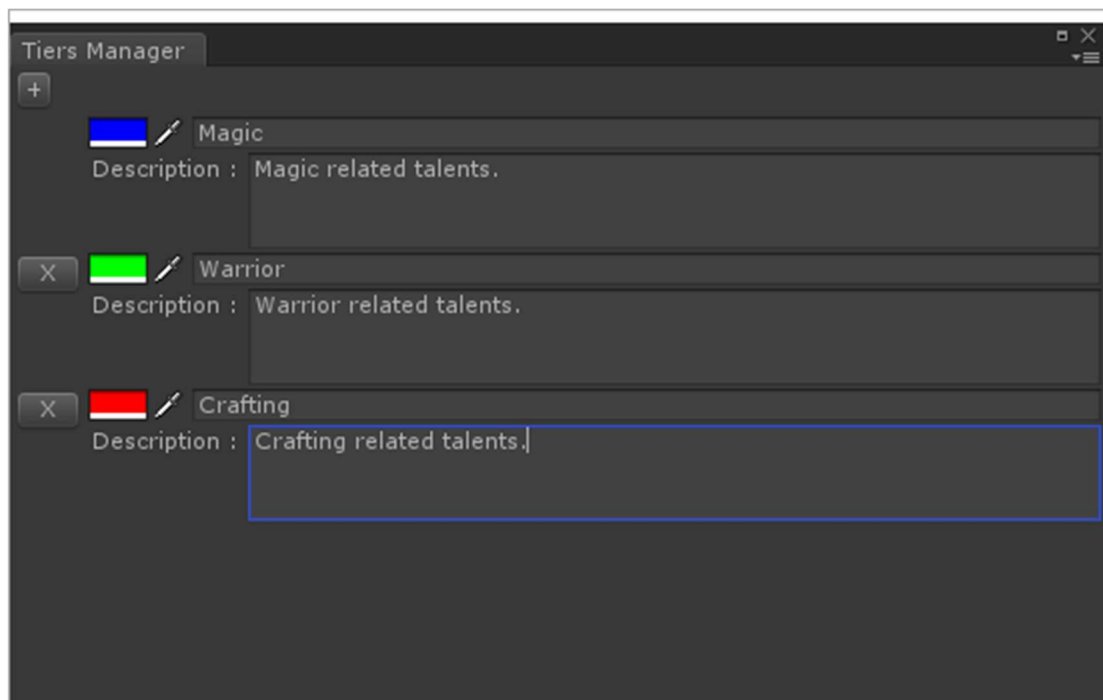 Tiers Manager
+
Magic
Description : Magic related talents.
X Warrior
Description : Warrior related talents.
X Crafting
Description : Crafting related talents.